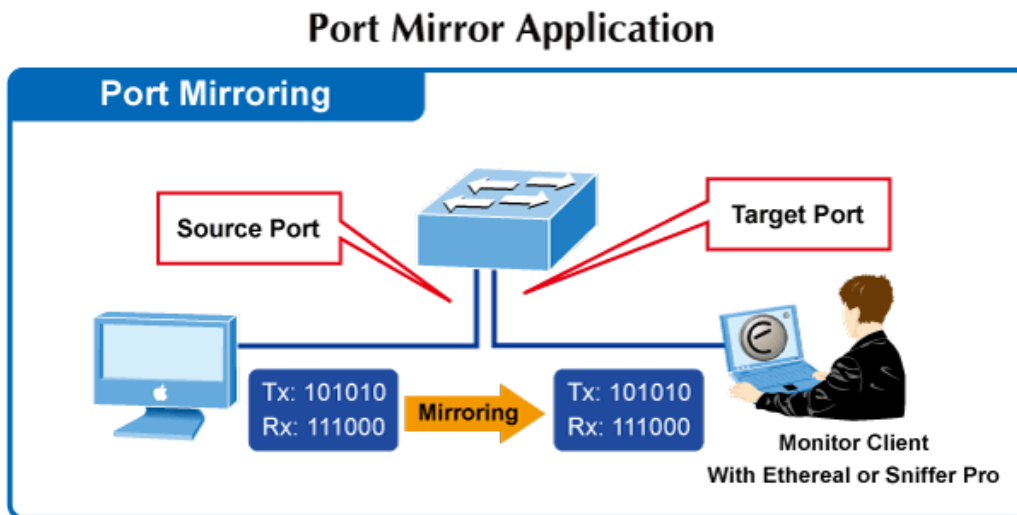 Port Mirror Application
Port Mirroring
Source Port
Target Port
Tx: 101010
Rx: 111000
Mirroring
Tx: 101010
Rx: 111000
Monitor Client
With Ethereal or Sniffer Pro